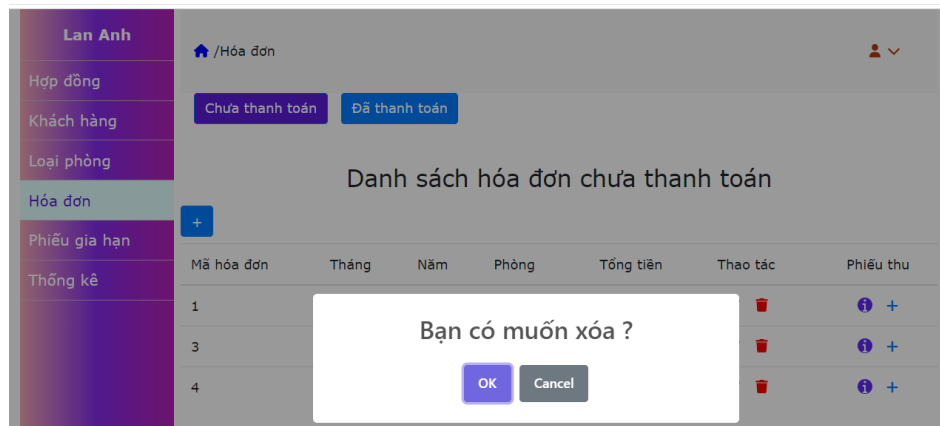 Lan Anh
/Hóa đơn
Hợp đồng
Khách hàng
Loại phòng
Hóa đơn
Phiếu gia hạn
Thống kê
Chưa thanh toán Đã thanh toán
Danh sách hóa đơn chưa thanh toán
+
Mã hóa đơn Tháng Năm Phòng Tổng tiền Thao tác Phiếu thu
1 +
3 +
4 +
Bạn có muốn xóa ?
OK Cancel